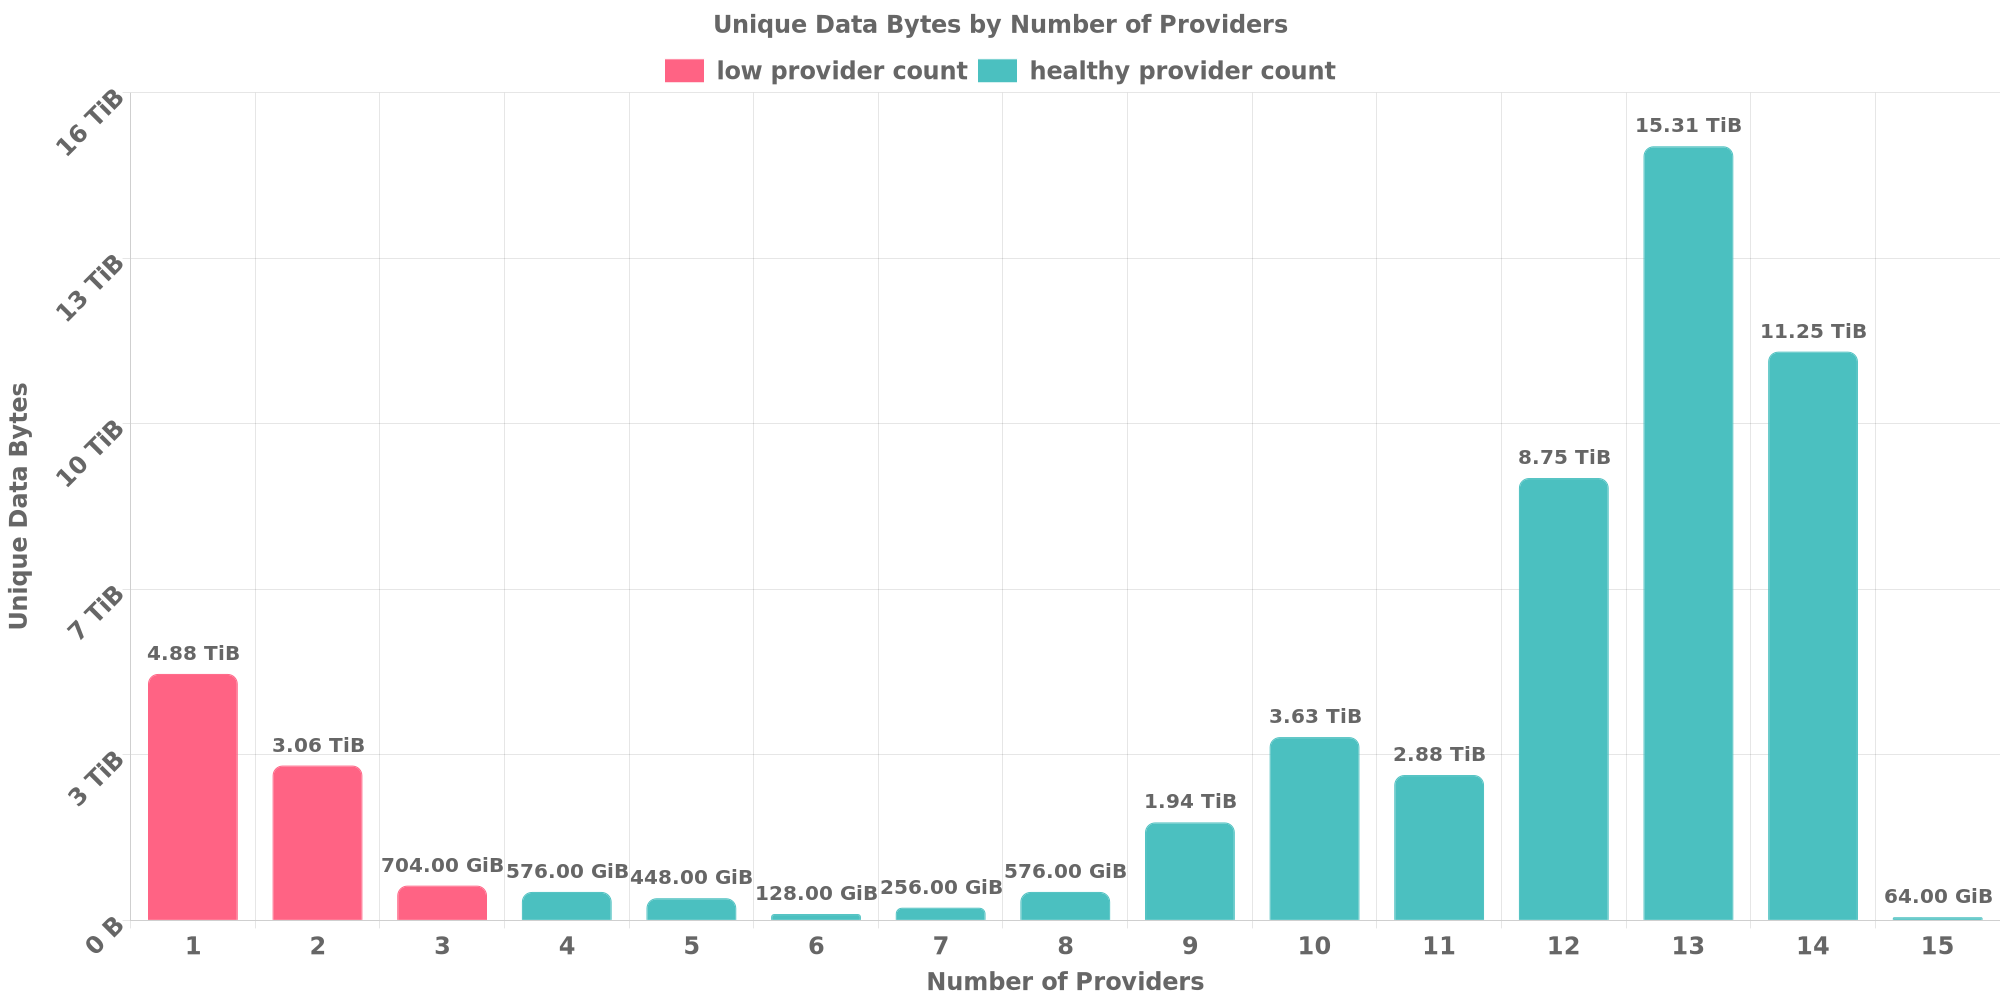 Unique Data Bytes by Number of Providers
low provider count healthy provider count
16 TiB
13 TiB
10 TiB
7 TiB
3 TiB
0 B
Unique Data Bytes
4.88 TiB
3.06 TiB
704.00 GiB
576.00 GiB
448.00 GiB
128.00 GiB
256.00 GiB
576.00 GiB
1.94 TiB
3.63 TiB
2.88 TiB
8.75 TiB
15.31 TiB
11.25 TiB
64.00 GiB
1 2 3 4 5 6 7 8 9 10 11 12 13 14 15
Number of Providers